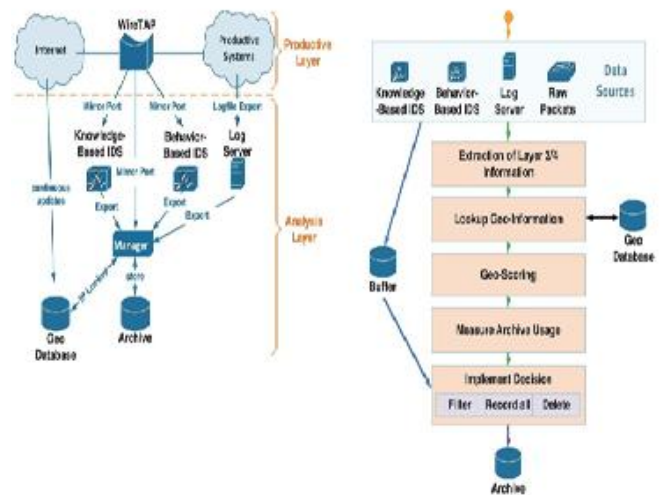 WireTAP
Internet
Productive
Systems
Productive
Layer
Mirror Port
Mirror Port
Logfile Export
Knowledge-
Based IDS
Behavior-
Based IDS
Log
Server
Mirror Port
continuous
updates
Export
Export
Export
Manager
Analysis
Layer
IP Lookup
store
Geo
Database
Archive
Knowledge
-Based IDS
Behavior-
Based IDS
Log
Server
Raw
Packets
Data
Sources
Extraction of Layer 3/4
Information
Lookup Geo-Information
Geo
Database
Geo-Scoring
Buffer
Measure Archive Usage
Implement Decision
Filter
Record all
Delete
Archive